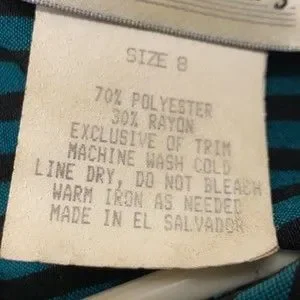 SIZE 8
70% POLYESTER
30% RAYON
EXCLUSIVE OF TRIM
MACHINE WASH COLD
LINE DRY, DO NOT BLEACH
WARM IRON AS NEEDED
MADE IN EL SALVADOR